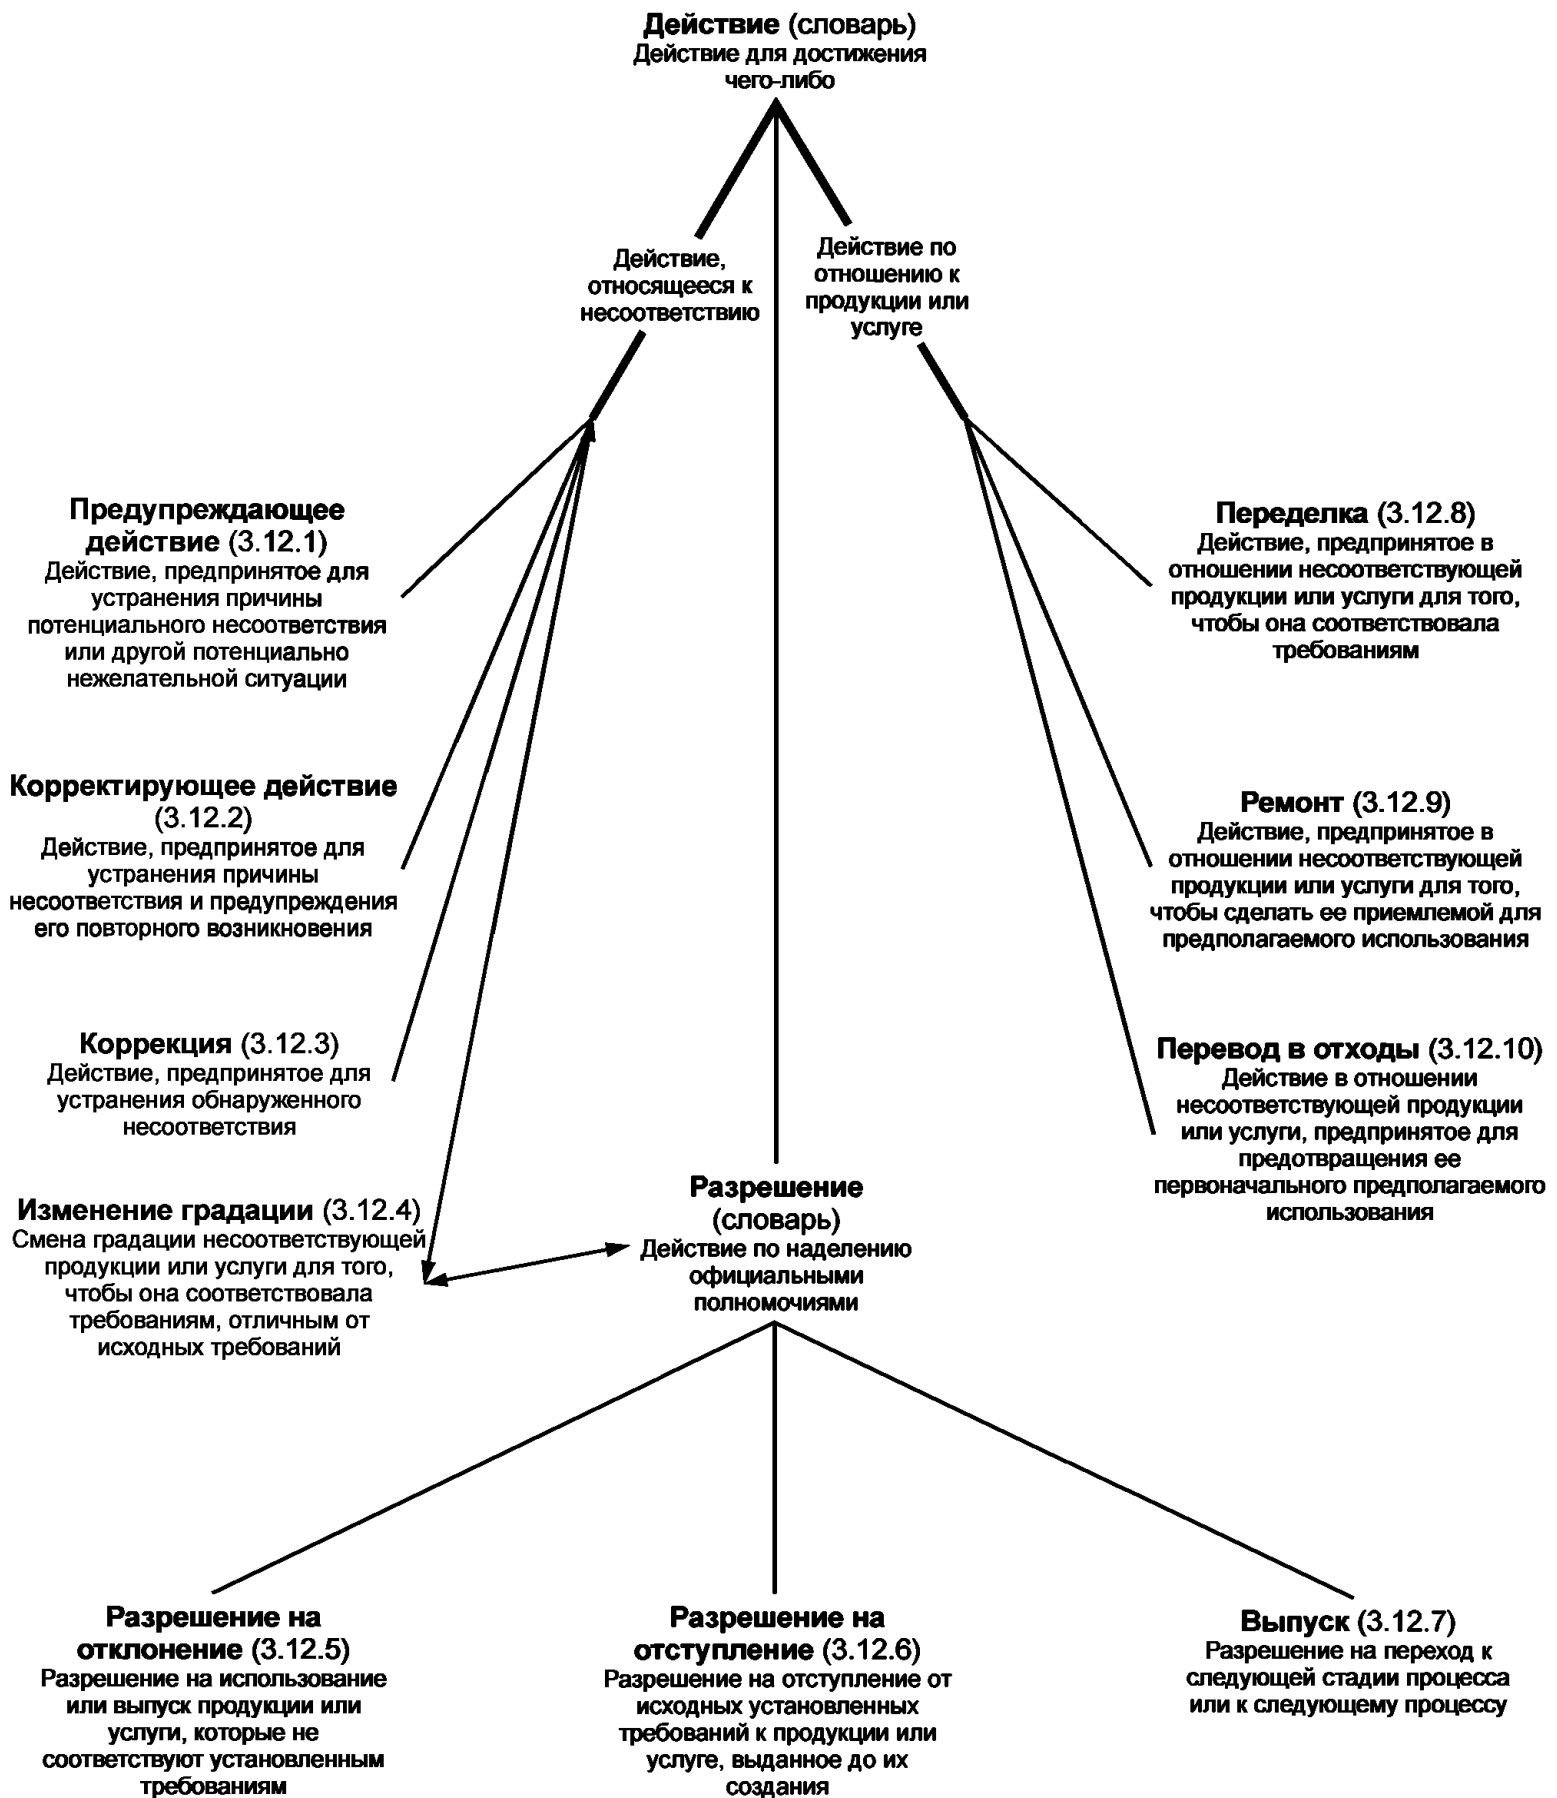 Действие (словарь)
Действие для достижения
чего-либо
Действие,
относящееся к
несоответствию
Действие по
отношению к
продукции или
услуге
Предупреждающее
действие (3.12.1)
Действие, предпринятое для
устранения причины
потенциального несоответствия
или другой потенциально
нежелательной ситуации
Переделка (3.12.8)
Действие, предпринятое в
отношении несоответствующей
продукции или услуги для того,
чтобы она соответствовала
требованиям
Корректирующее действие
(3.12.2)
Действие, предпринятое для
устранения причины
несоответствия и предупреждения
его повторного возникновения
Ремонт (3.12.9)
Действие, предпринятое в
отношении несоответствующей
продукции или услуги для того,
чтобы сделать ее приемлемой для
предполагаемого использования
Коррекция (3.12.3)
Действие, предпринятое для
устранения обнаруженного
несоответствия
Перевод в отходы (3.12.10)
Действие в отношении
несоответствующей продукции
или услуги, предпринятое для
предотвращения ее
первоначального предполагаемого
использования
Изменение градации (3.12.4)
Смена градации несоответствующей
продукции или услуги для того,
чтобы она соответствовала
требованиям, отличным от
исходных требований
Разрешение
(словарь)
Действие по наделению
официальными
полномочиями
Разрешение на
отклонение (3.12.5)
Разрешение на использование
или выпуск продукции или
услуги, которые не
соответствуют установленным
требованиям
Разрешение на
отступление (3.12.6)
Разрешение на отступление от
исходных установленных
требований к продукции или
услуге, выданное до их
создания
Выпуск (3.12.7)
Разрешение на переход к
следующей стадии процесса
или к следующему процессу